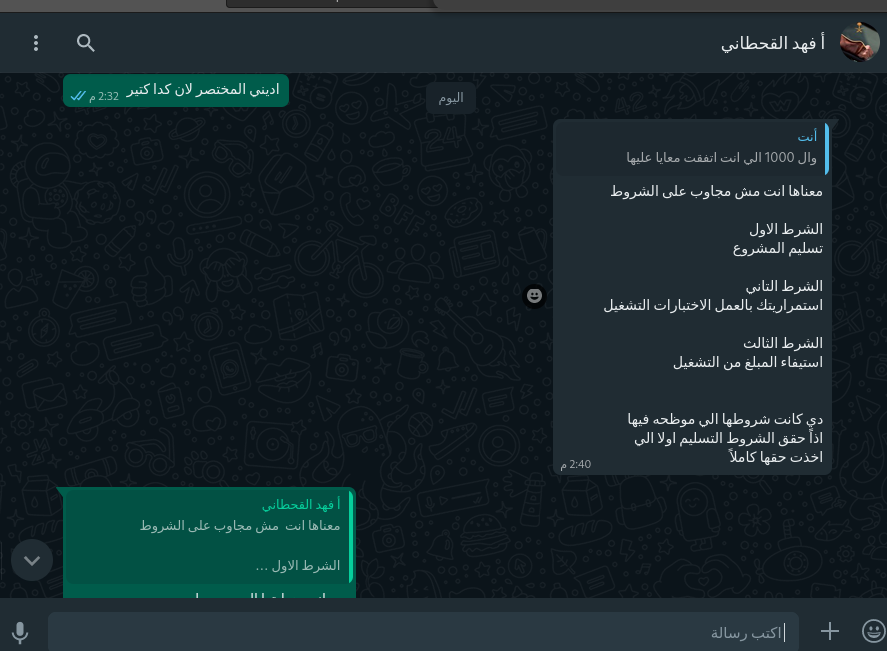 أ فهد القحطاني
اديني المختصر لان كدا كتير
2:32 م
اليوم
أنت
وال 1000 الي انت اتفقت معايا عليها
معناها انت مش مجاوب على الشروط
الشرط الاول
تسليم المشروع
الشرط التاني
استمراريتك بالعمل الاختبارات التشغيل
الشرط الثالث
استيفاء المبلغ من التشغيل
دي كانت شروطها الي موظحه فيها
اذاً حقق الشروط التسليم اولا الي
اخذت حقها كاملاً
2:40 م
أ فهد القحطاني
معناها انت مش مجاوب على الشروط
الشرط الاول ...
اكتب رسالة